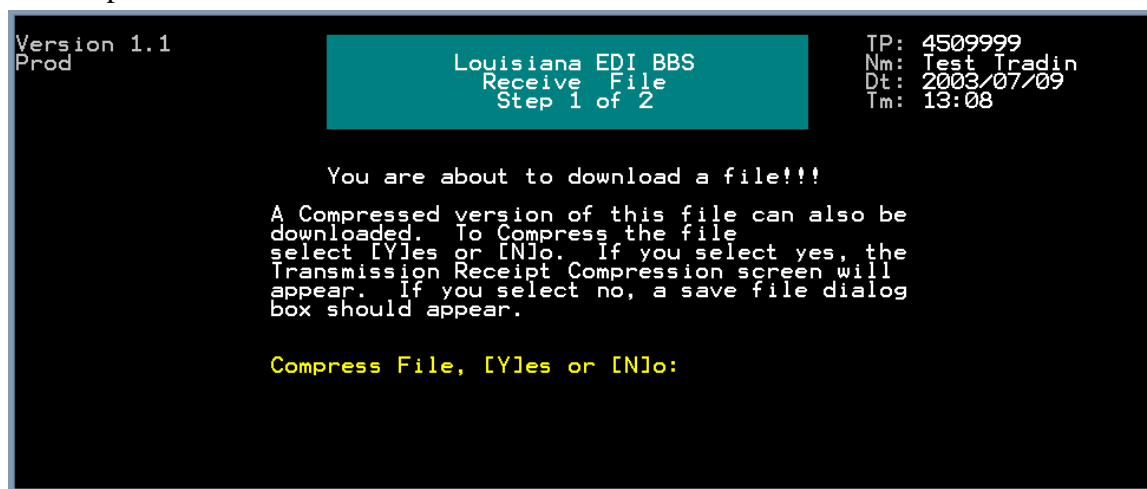 Version 1.1
Prod
Louisiana EDI BBS
Receive File
Step 1 of 2
TP: 4509999
Nm: Test Tradin
Dt: 2003/07/09
Tm: 13:08
You are about to download a file!!!
A Compressed version of this file can also be
downloaded. To Compress the file
select [Y]es or [N]o. If you select yes, the
Transmission Receipt Compression screen will
appear. If you select no, a save file dialog
box should appear.
Compress File, [Y]es or [N]o: